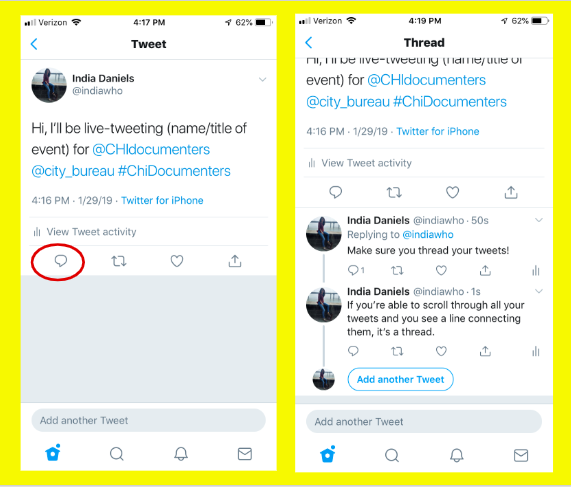 Verizon 4:17 PM 62%
Tweet
India Daniels
@indiawho
Hi, I'll be live-tweeting (name/title of
event) for @CHIdocumenters
@city_bureau #ChiDocumenters
4:16 PM · 1/29/19 · Twitter for iPhone
View Tweet activity
Add another Tweet
Verizon 4:19 PM 62%
Thread
Hi, I'll be live-tweeting (name/title of
event) for @CHIdocumenters
@city_bureau #ChiDocumenters
4:16 PM · 1/29/19 · Twitter for iPhone
View Tweet activity
India Daniels @indiawho · 50s
Replying to @indiawho
Make sure you thread your tweets!
1
India Daniels @indiawho · 1s
If you're able to scroll through all your
tweets and you see a line connecting
them, it's a thread.
Add another Tweet
Add another Tweet